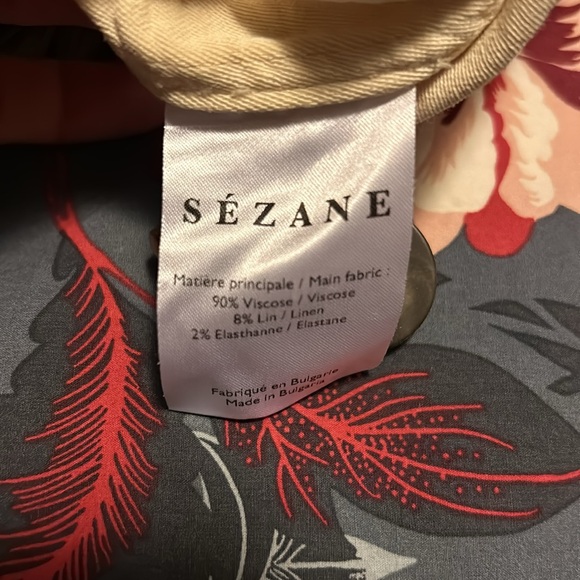 SÉZANE
Matière principale / Main fabric :
90% Viscose / Viscose
8% Lin / Linen
2% Elasthanne / Elastane
Fabriqué en Bulgarie
Made in Bulgaria